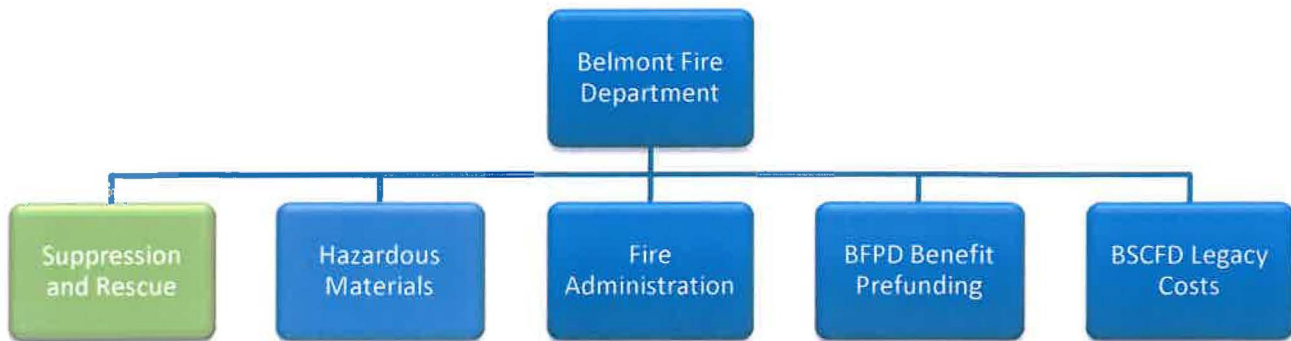 Belmont Fire
Department
Suppression
and Rescue
Hazardous
Materials
Fire
Administration
BFPD Benefit
Prefunding
BSCFD Legacy
Costs